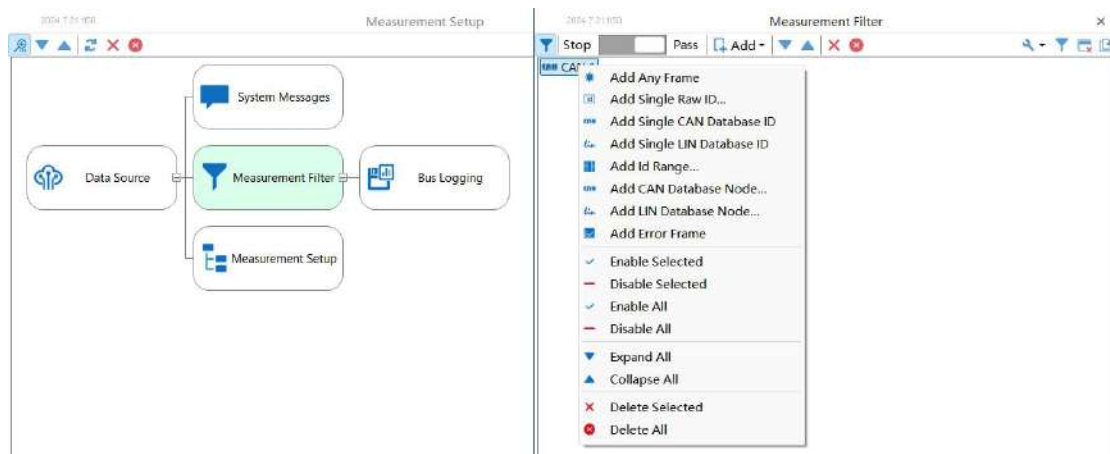 Measurement Setup
System Messages
Data Source
Measurement Filter
Bus Logging
Measurement Setup
Measurement Filter
Stop
Pass
Add
Add Any Frame
Add Single Raw ID...
Add Single CAN Database ID
Add Single LIN Database ID
Add Id Range...
Add CAN Database Node...
Add LIN Database Node...
Add Error Frame
Enable Selected
Disable Selected
Enable All
Disable All
Expand All
Collapse All
Delete Selected
Delete All